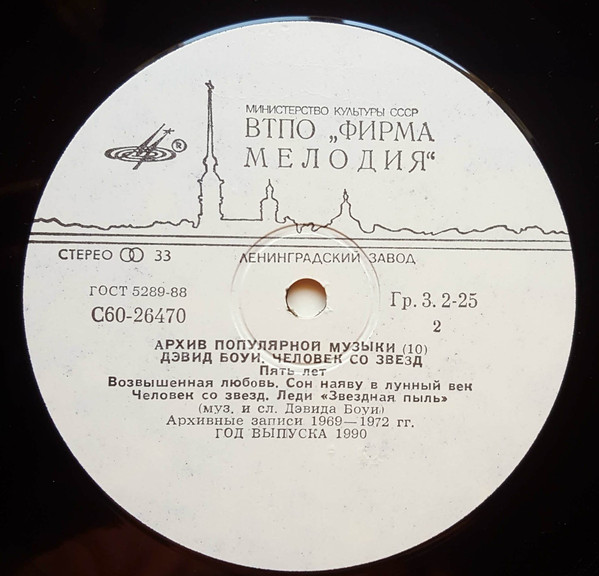 МИНИСТЕРСТВО КУЛЬТУРЫ СССР
ВТПО „ФИРМА
МЕЛОДИЯ“
®
СТЕРЕО 33
ЛЕНИНГРАДСКИЙ ЗАВОД
ГОСТ 5289-88
С60-26470
Гр. 3. 2-25
2
АРХИВ ПОПУЛЯРНОЙ МУЗЫКИ (10)
ДЭВИД БОУИ. ЧЕЛОВЕК СО ЗВЕЗД
Пять лет
Возвышенная любовь. Сон наяву в лунный век
Человек со звезд. Леди «Звездная пыль»
(муз. и сл. Дэвида Боуи)
Архивные записи 1969—1972 гг.
ГОД ВЫПУСКА 1990